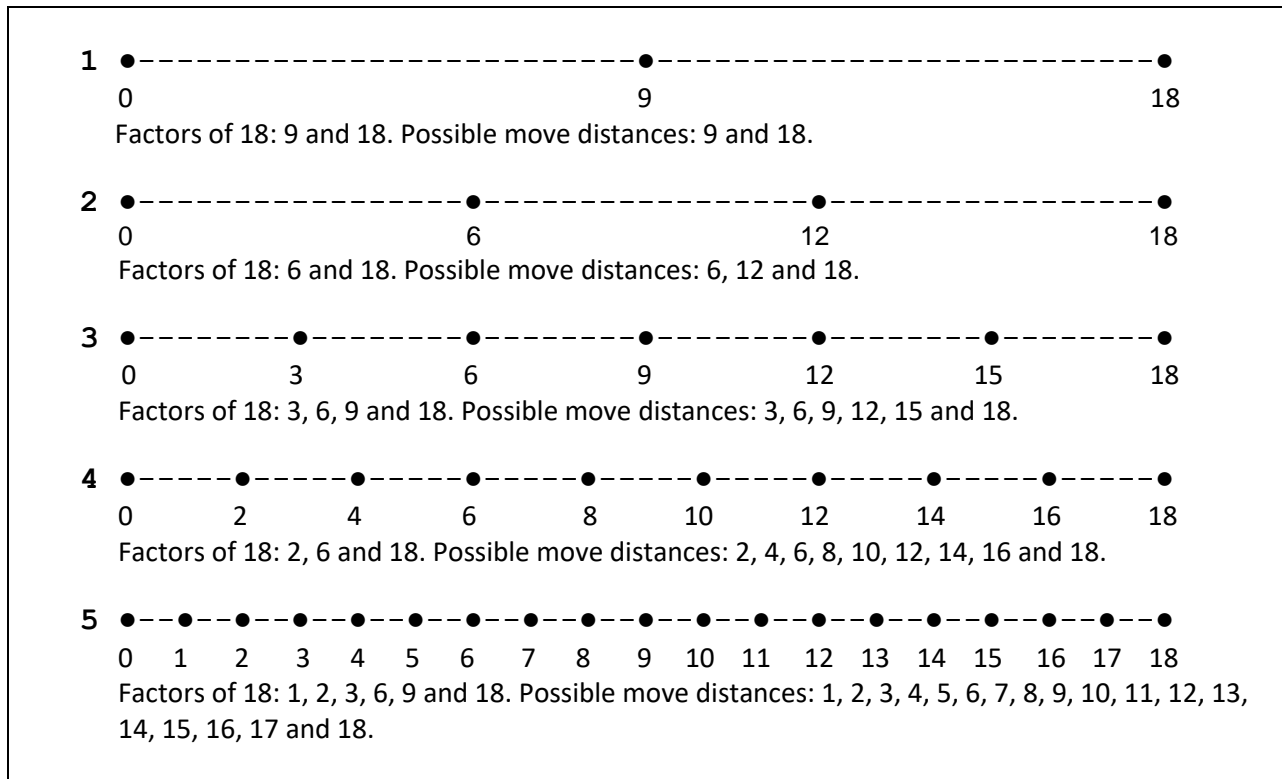 1 ●--------------------------●--------------------------●
0 9 18
Factors of 18: 9 and 18. Possible move distances: 9 and 18.
2 ●-----------------●-----------------●-----------------●
0 6 12 18
Factors of 18: 6 and 18. Possible move distances: 6, 12 and 18.
3 ●--------●--------●--------●--------●--------●--------●
0 3 6 9 12 15 18
Factors of 18: 3, 6, 9 and 18. Possible move distances: 3, 6, 9, 12, 15 and 18.
4 ●-----●-----●-----●-----●-----●-----●-----●-----●-----●
0 2 4 6 8 10 12 14 16 18
Factors of 18: 2, 6 and 18. Possible move distances: 2, 4, 6, 8, 10, 12, 14, 16 and 18.
5 ●--●--●--●--●--●--●--●--●--●--●--●--●--●--●--●--●--●--●
0 1 2 3 4 5 6 7 8 9 10 11 12 13 14 15 16 17 18
Factors of 18: 1, 2, 3, 6, 9 and 18. Possible move distances: 1, 2, 3, 4, 5, 6, 7, 8, 9, 10, 11, 12, 13,
14, 15, 16, 17 and 18.